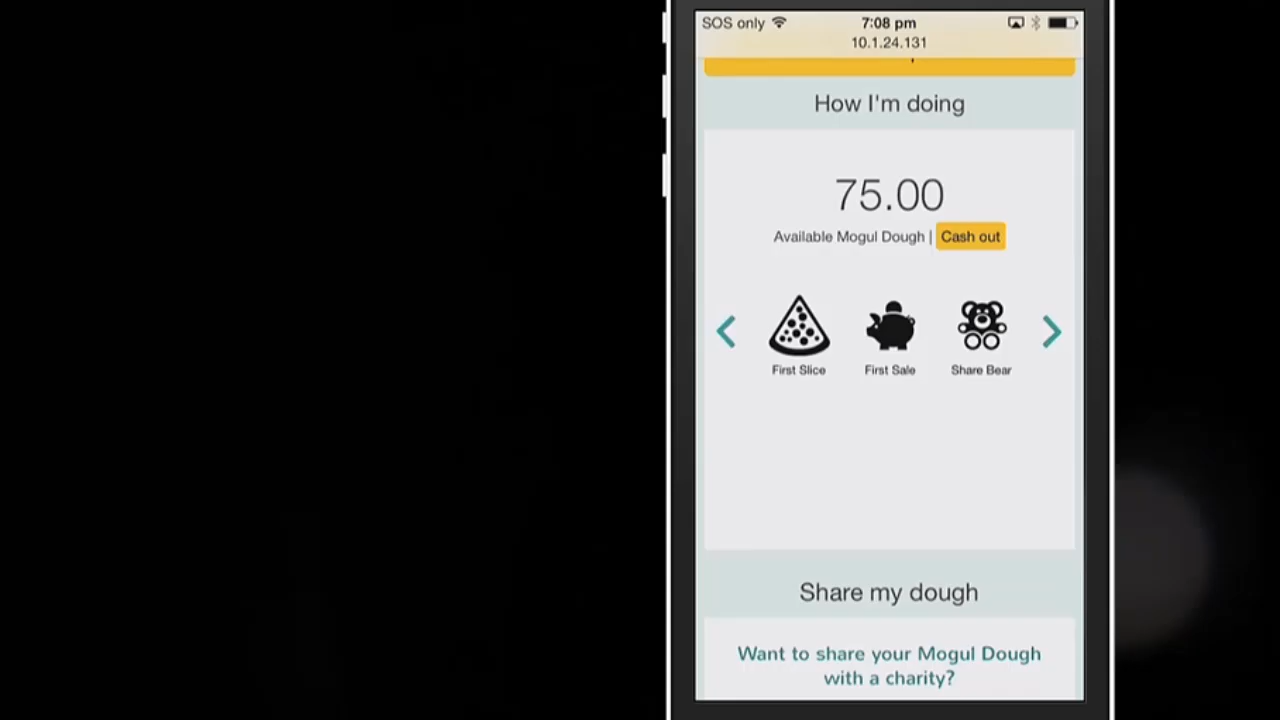 SOS only
7:08 pm
10.1.24.131
How I'm doing
75.00
Available Mogul Dough | Cash out
First Slice
First Sale
Share Bear
Share my dough
Want to share your Mogul Dough
with a charity?